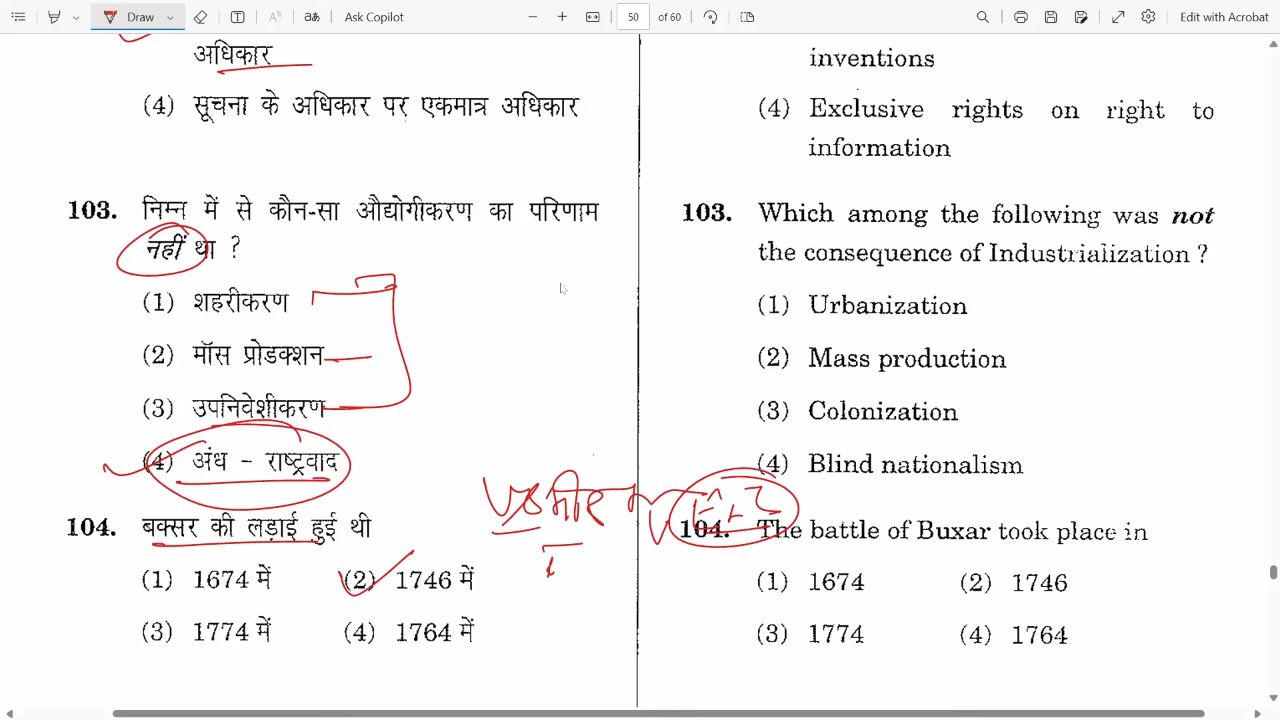 Draw
Ask Copilot
50 of 60
Edit with Acrobat
अधिकार
(4) सूचना के अधिकार पर एकमात्र अधिकार
103. निम्न में से कौन-सा औद्योगीकरण का परिणाम
नहीं था ?
(1) शहरीकरण
(2) मॉस प्रोडक्शन
(3) उपनिवेशीकरण
(4) अंध - राष्ट्रवाद
104. बक्सर की लड़ाई हुई थी
(1) 1674 में (2) 1746 में
(3) 1774 में (4) 1764 में
inventions
(4) Exclusive rights on right to
information
103. Which among the following was not
the consequence of Industrialization ?
(1) Urbanization
(2) Mass production
(3) Colonization
(4) Blind nationalism
104. The battle of Buxar took place in
(1) 1674 (2) 1746
(3) 1774 (4) 1764